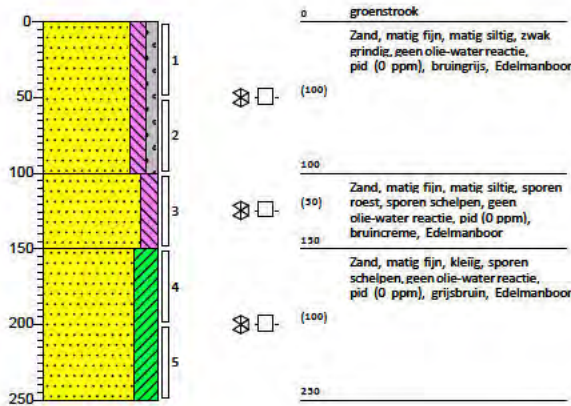 0 groenstrook
0
Zand, matig fijn, matig siltig, zwak
grindig, geen olie-water reactie,
pid (0 ppm), bruingrijs, Edelmanboor
1
50
(100)
2
100
100
Zand, matig fijn, matig siltig, sporen
roest, sporen schelpen, geen
olie-water reactie, pid (0 ppm),
bruincreme, Edelmanboor
3
(50)
150
150
Zand, matig fijn, kleiïg, sporen
schelpen, geen olie-water reactie,
pid (0 ppm), grijsbruin, Edelmanboor
4
200
(100)
5
250
250